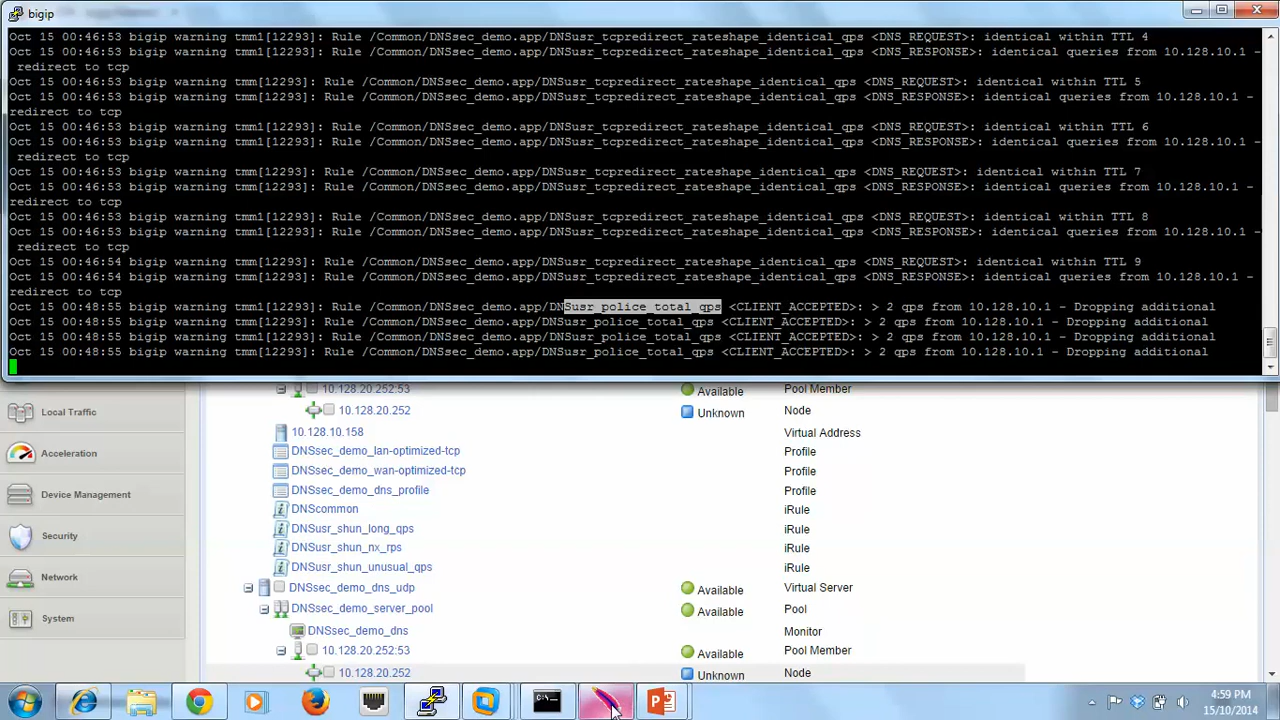 bigip
Oct 15 00:46:53 bigip warning tmm1[12293]: Rule /Common/DNSsec_demo.app/DNSusr_tcpredirect_rateshape_identical_qps <DNS_REQUEST>: identical within TTL 4
Oct 15 00:46:53 bigip warning tmm[12293]: Rule /Common/DNSsec_demo.app/DNSusr_tcpredirect_rateshape_identical_qps <DNS_RESPONSE>: identical queries from 10.128.10.1 -
redirect to tcp
Oct 15 00:46:53 bigip warning tmm[12293]: Rule /Common/DNSsec_demo.app/DNSusr_tcpredirect_rateshape_identical_qps <DNS_REQUEST>: identical within TTL 5
Oct 15 00:46:53 bigip warning tmm[12293]: Rule /Common/DNSsec_demo.app/DNSusr_tcpredirect_rateshape_identical_qps <DNS_RESPONSE>: identical queries from 10.128.10.1 -
redirect to tcp
Oct 15 00:46:53 bigip warning tmm1[12293]: Rule /Common/DNSsec_demo.app/DNSusr_tcpredirect_rateshape_identical_qps <DNS_REQUEST>: identical within TTL 6
Oct 15 00:46:53 bigip warning tmm[12293]: Rule /Common/DNSsec_demo.app/DNSusr_tcpredirect_rateshape_identical_qps <DNS_RESPONSE>: identical queries from 10.128.10.1 -
redirect to tcp
Oct 15 00:46:53 bigip warning tmm[12293]: Rule /Common/DNSsec_demo.app/DNSusr_tcpredirect_rateshape_identical_qps <DNS_REQUEST>: identical within TTL 7
Oct 15 00:46:53 bigip warning tmm[12293]: Rule /Common/DNSsec_demo.app/DNSusr_tcpredirect_rateshape_identical_qps <DNS_RESPONSE>: identical queries from 10.128.10.1 -
redirect to tcp
Oct 15 00:46:53 bigip warning tmm1[12293]: Rule /Common/DNSsec_demo.app/DNSusr_tcpredirect_rateshape_identical_qps <DNS_REQUEST>: identical within TTL 8
Oct 15 00:46:53 bigip warning tmm1[12293]: Rule /Common/DNSsec_demo.app/DNSusr_tcpredirect_rateshape_identical_qps <DNS_RESPONSE>: identical queries from 10.128.10.1 -
redirect to tcp
Oct 15 00:46:54 bigip warning tmm[12293]: Rule /Common/DNSsec_demo.app/DNSusr_tcpredirect_rateshape_identical_qps <DNS_REQUEST>: identical within TTL 9
Oct 15 00:46:54 bigip warning tmm[12293]: Rule /Common/DNSsec_demo.app/DNSusr_tcpredirect_rateshape_identical_qps <DNS_RESPONSE>: identical queries from 10.128.10.1 -
redirect to tcp
Oct 15 00:48:55 bigip warning tmm1[12293]: Rule /Common/DNSsec_demo.app/DNSusr_police_total_qps <CLIENT_ACCEPTED>: > 2 qps from 10.128.10.1 - Dropping additional
Oct 15 00:48:55 bigip warning tmm[12293]: Rule /Common/DNSsec_demo.app/DNSusr_police_total_qps <CLIENT_ACCEPTED>: > 2 qps from 10.128.10.1 - Dropping additional
Oct 15 00:48:55 bigip warning tmm1[12293]: Rule /Common/DNSsec_demo.app/DNSusr_police_total_qps <CLIENT_ACCEPTED>: > 2 qps from 10.128.10.1 - Dropping additional
Oct 15 00:48:55 bigip warning tmm[12293]: Rule /Common/DNSsec_demo.app/DNSusr_police_total_qps <CLIENT_ACCEPTED>: > 2 qps from 10.128.10.1 - Dropping additional
10.128.20.252:53 Available Pool Member
Local Traffic 10.128.20.252 Unknown Node
10.128.10.158 Virtual Address
Acceleration DNSsec_demo_lan-optimized-tcp Profile
DNSsec_demo_wan-optimized-tcp Profile
Device Management DNSsec_demo_dns_profile Profile
DNScommon iRule
Security DNSusr_shun_long_qps iRule
DNSusr_shun_nx_rps iRule
Network DNSusr_shun_unusual_qps iRule
DNSsec_demo_dns_udp Available Virtual Server
System DNSsec_demo_server_pool Available Pool
DNSsec_demo_dns Monitor
10.128.20.252:53 Available Pool Member
10.128.20.252 Unknown Node
4:59 PM
15/10/2014